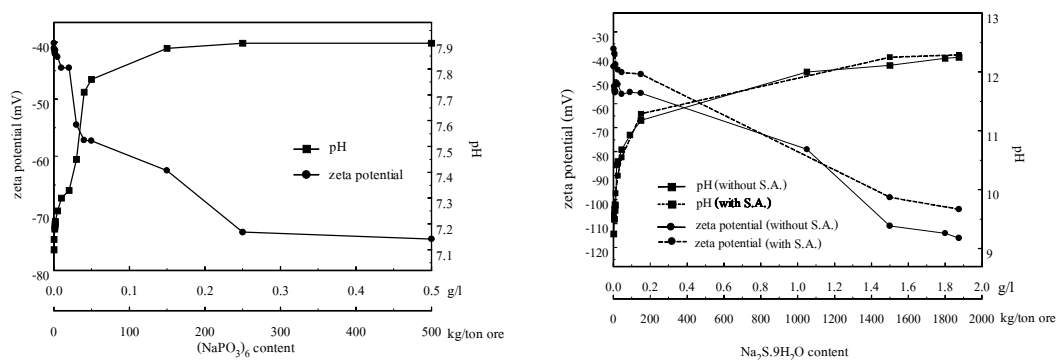 -40
-50
-60
-70
-80
zeta potential (mV)
7.9
7.8
7.7
7.6
7.5
7.4
7.3
7.2
7.1
pH
pH
zeta potential
0.0 0.1 0.2 0.3 0.4 0.5
g/l
0 100 200 300 400 500
kg/ton ore
(NaPO3)6 content
-30
-40
-50
-60
-70
-80
-90
-100
-110
-120
zeta potential (mV)
13
12
11
10
9
pH
pH (without S.A.)
pH (with S.A.)
zeta potential (without S.A.)
zeta potential (with S.A.)
0.0 0.2 0.4 0.6 0.8 1.0 1.2 1.4 1.6 1.8 2.0
g/l
0 200 400 600 800 1000 1200 1400 1600 1800 2000
kg/ton ore
Na2S.9H2O content